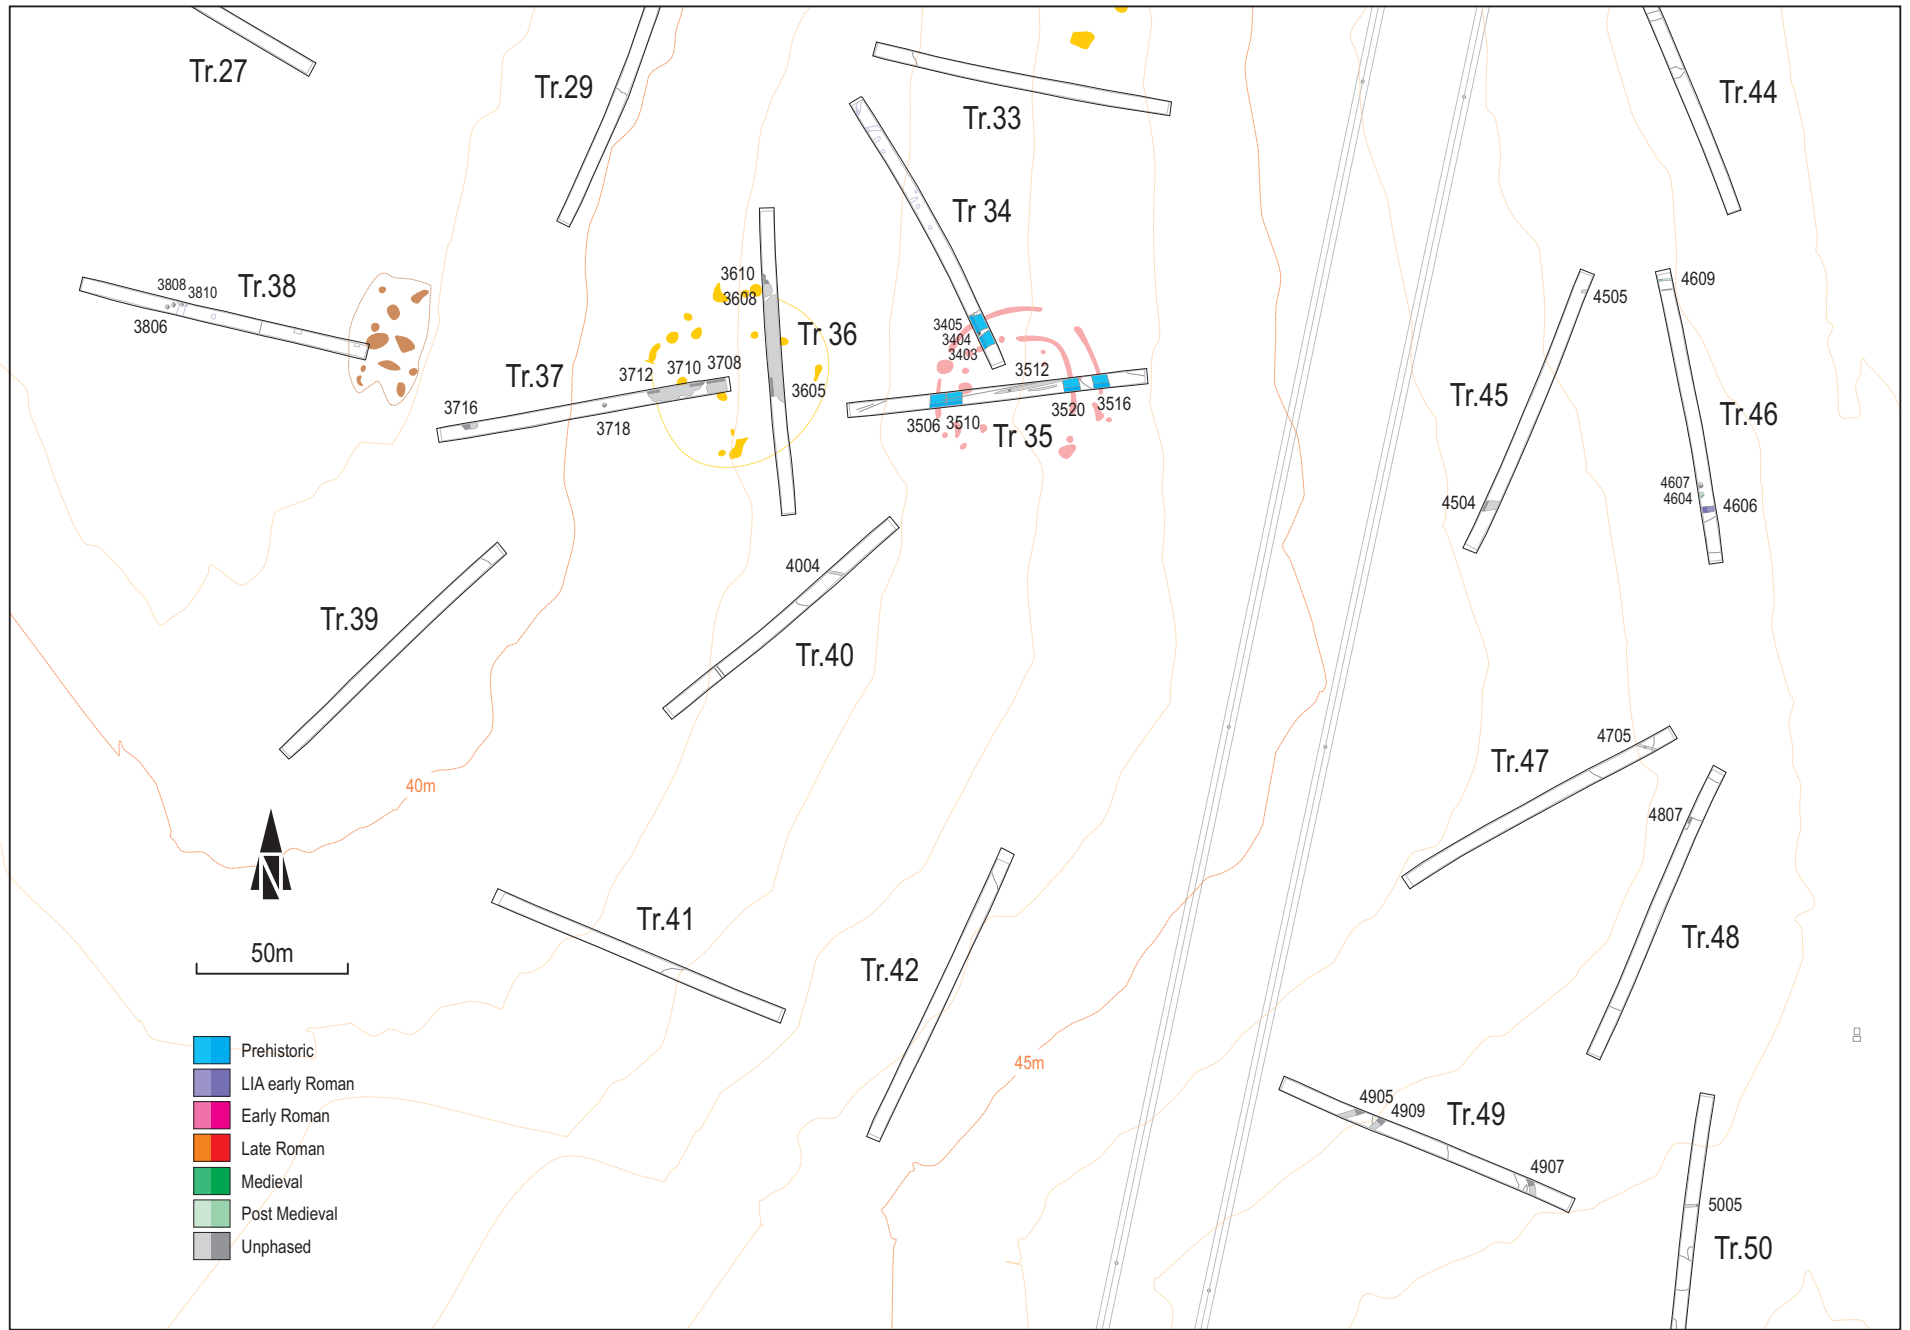 Tr.27
Tr.29
Tr.33
Tr.44
Tr 34
3808
3810
Tr.38
3806
3610
3608
Tr 36
3605
3405
3404
3403
4505
4609
Tr.37
3712
3710
3708
3716
3718
3512
3506
3510
Tr 35
3520
3516
Tr.45
Tr.46
4504
4607
4604
4606
Tr.39
4004
Tr.40
40m
4705
Tr.47
4807
Tr.48
N
50m
Tr.41
Tr.42
45m
4905
4909
Tr.49
4907
5005
Tr.50
Prehistoric
LIA early Roman
Early Roman
Late Roman
Medieval
Post Medieval
Unphased